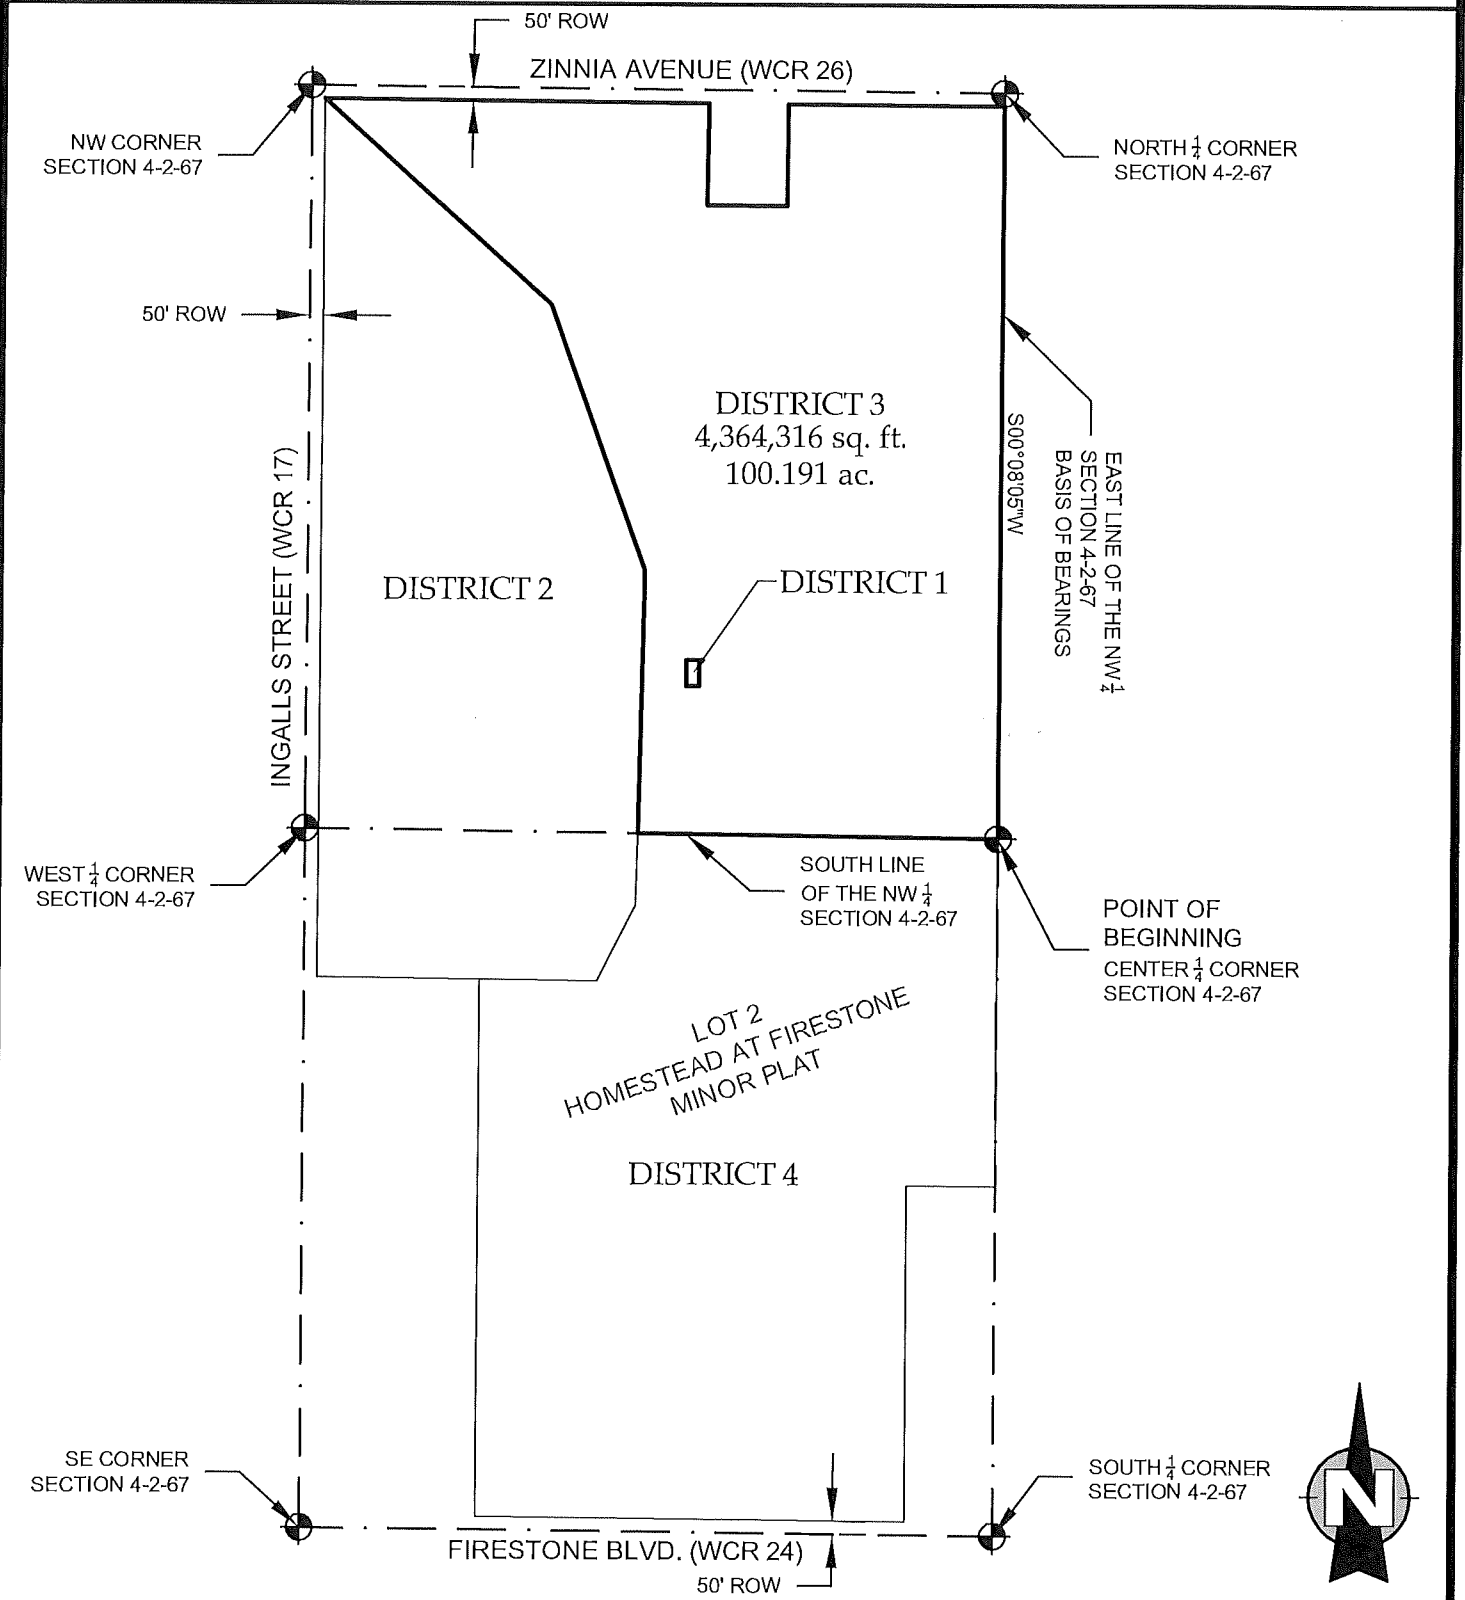 50' ROW
ZINNIA AVENUE (WCR 26)
NW CORNER
SECTION 4-2-67
NORTH 1/4 CORNER
SECTION 4-2-67
50' ROW
DISTRICT 3
4,364,316 sq. ft.
100.191 ac.
S00°08'05"W
EAST LINE OF THE NW 1/4
SECTION 4-2-67
BASIS OF BEARINGS
INGALLS STREET (WCR 17)
DISTRICT 2
DISTRICT 1
WEST 1/4 CORNER
SECTION 4-2-67
SOUTH LINE
OF THE NW 1/4
SECTION 4-2-67
POINT OF
BEGINNING
CENTER 1/4 CORNER
SECTION 4-2-67
LOT 2
HOMESTEAD AT FIRESTONE
MINOR PLAT
DISTRICT 4
SE CORNER
SECTION 4-2-67
SOUTH 1/4 CORNER
SECTION 4-2-67
N
FIRESTONE BLVD. (WCR 24)
50' ROW